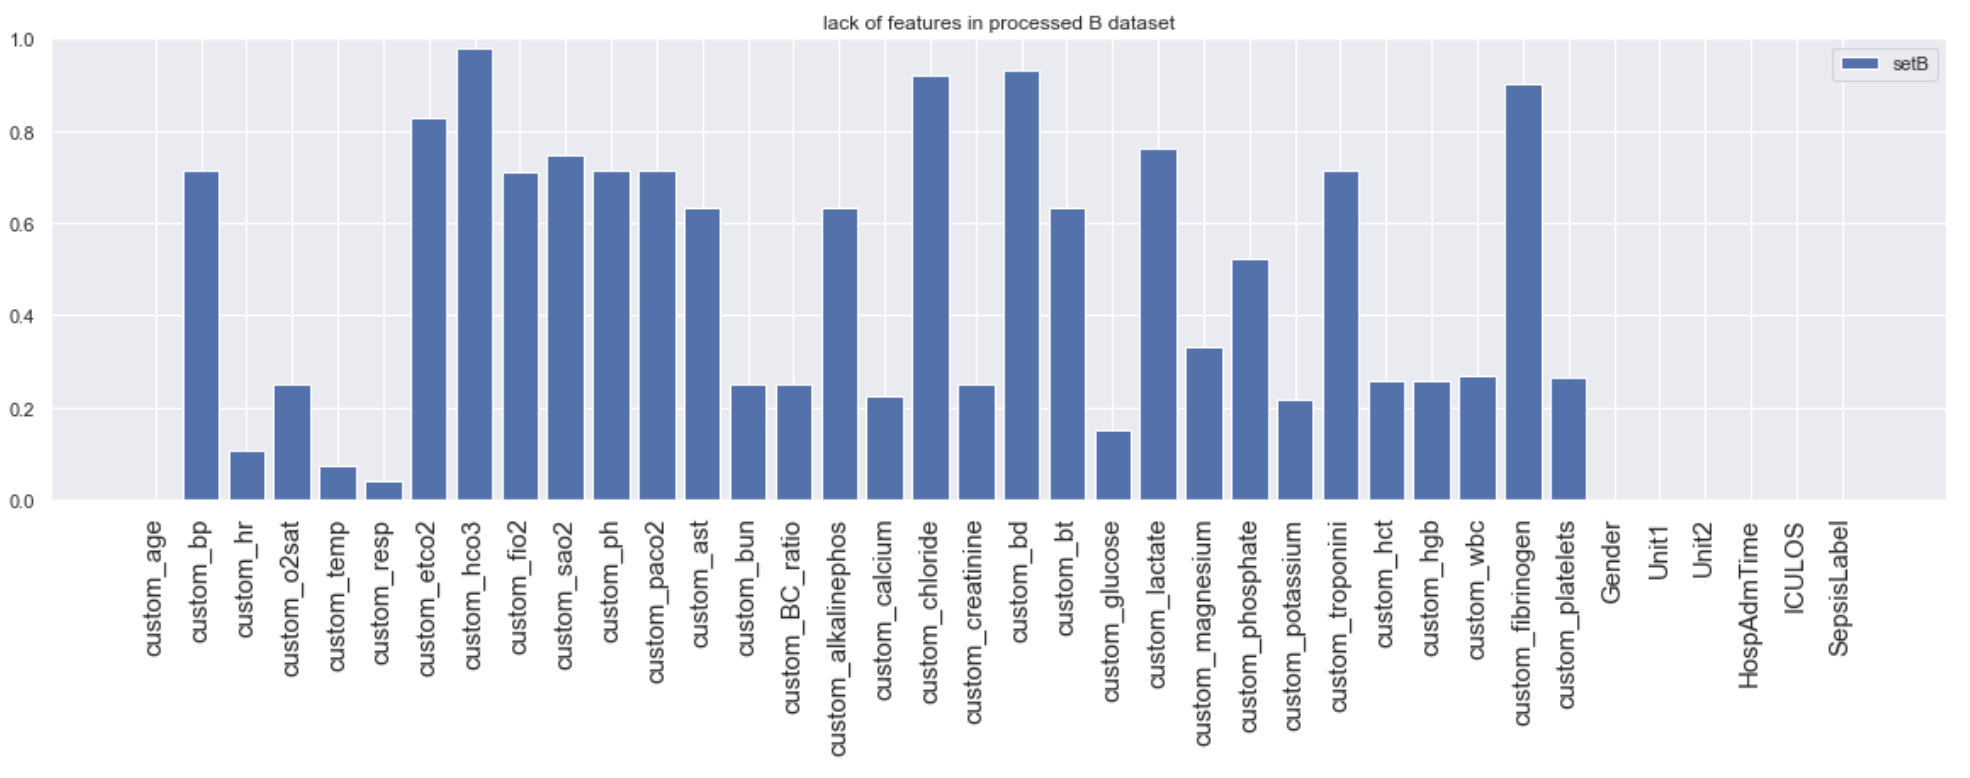 lack of features in processed B dataset
setB
1.0
0.8
0.6
0.4
0.2
0.0
custom_age
custom_bp
custom_hr
custom_o2sat
custom_temp
custom_resp
custom_etco2
custom_hco3
custom_fio2
custom_sao2
custom_ph
custom_paco2
custom_ast
custom_bun
custom_BC_ratio
custom_alkalinephos
custom_calcium
custom_chloride
custom_creatinine
custom_bd
custom_bt
custom_glucose
custom_lactate
custom_magnesium
custom_phosphate
custom_potassium
custom_troponini
custom_hct
custom_hgb
custom_wbc
custom_fibrinogen
custom_platelets
Gender
Unit1
Unit2
HospAdmTime
ICULOS
SepsisLabel